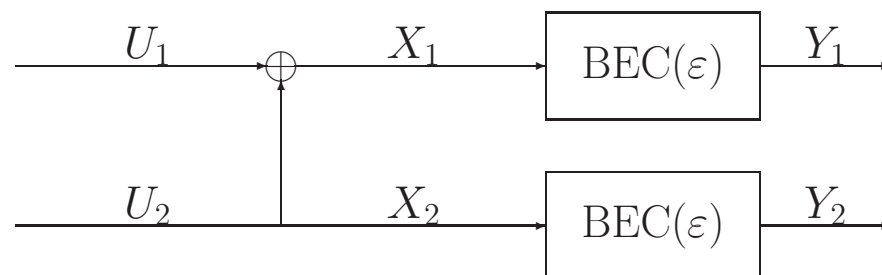 U₁ X₁ BEC(ε) Y₁
U₂ X₂ BEC(ε) Y₂